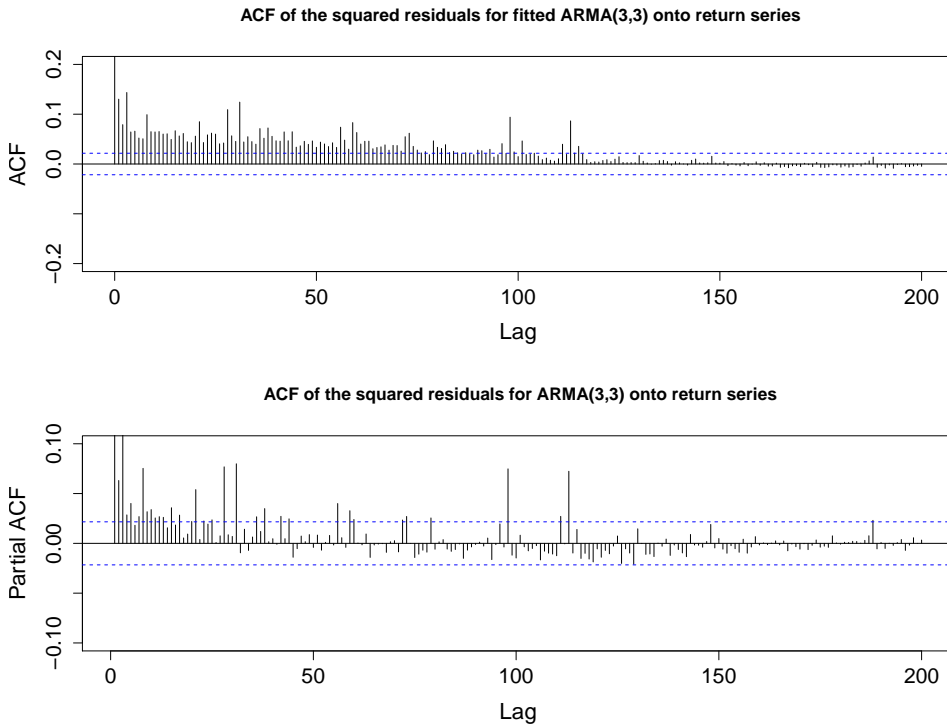 ACF of the squared residuals for fitted ARMA(3,3) onto return series
ACF
0.2
0.1
0.0
−0.2
0
50
100
150
200
Lag
ACF of the squared residuals for ARMA(3,3) onto return series
Partial ACF
0.10
0.00
−0.10
0
50
100
150
200
Lag